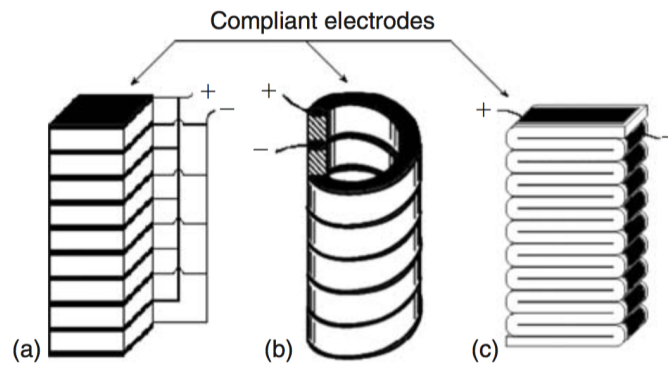 Compliant electrodes
+
−
+
−
+
−
(a)
(b)
(c)